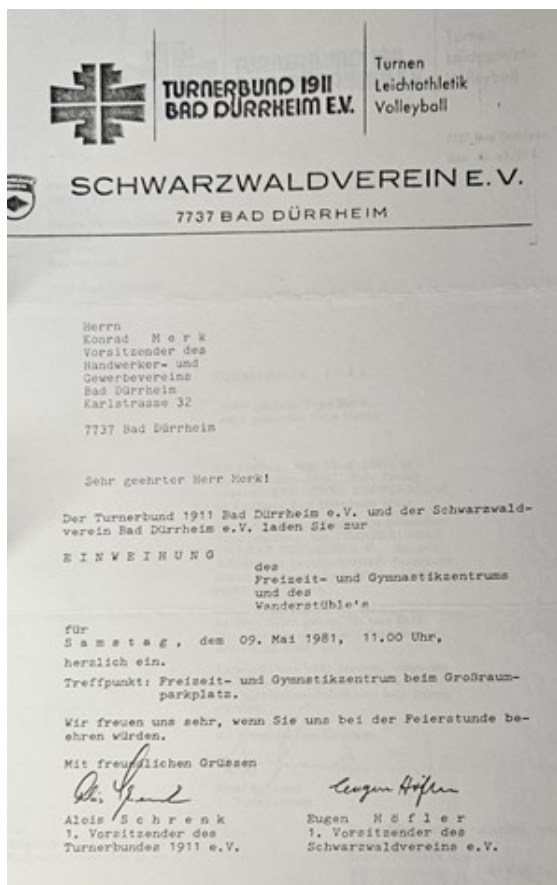 TURNERBUND 1911
BAD DÜRRHEIM E.V.
Turnen
Leichtathletik
Volleyball
SCHWARZWALDVEREIN E. V.
7737 BAD DÜRRHEIM
Herrn
Konrad M e r k
Vorsitzender des
Handwerker- und
Gewerbevereins
Bad Dürrheim
Karlstrasse 32
7737 Bad Dürrheim
Sehr geehrter Herr Merk!
Der Turnerbund 1911 Bad Dürrheim e.V. und der Schwarzwald-
verein Bad Dürrheim e.V. laden Sie zur
E I N W E I H U N G
des
Freizeit- und Gymnastikzentrums
und des
Wanderstüble's
für
S a m s t a g , dem 09. Mai 1981, 11.00 Uhr,
herzlich ein.
Treffpunkt: Freizeit- und Gymnstikzentrum beim Großraum-
parkplatz.
Wir freuen uns sehr, wenn Sie uns bei der Feierstunde be-
ehren würden.
Mit freundlichen Grüssen
Eugen Höfler
Alois S c h r e n k
1. Vorsitzender des
Turnerbundes 1911 e.V.
Eugen H ö f l e r
1. Vorsitzender des
Schwarzwaldvereins e.V.